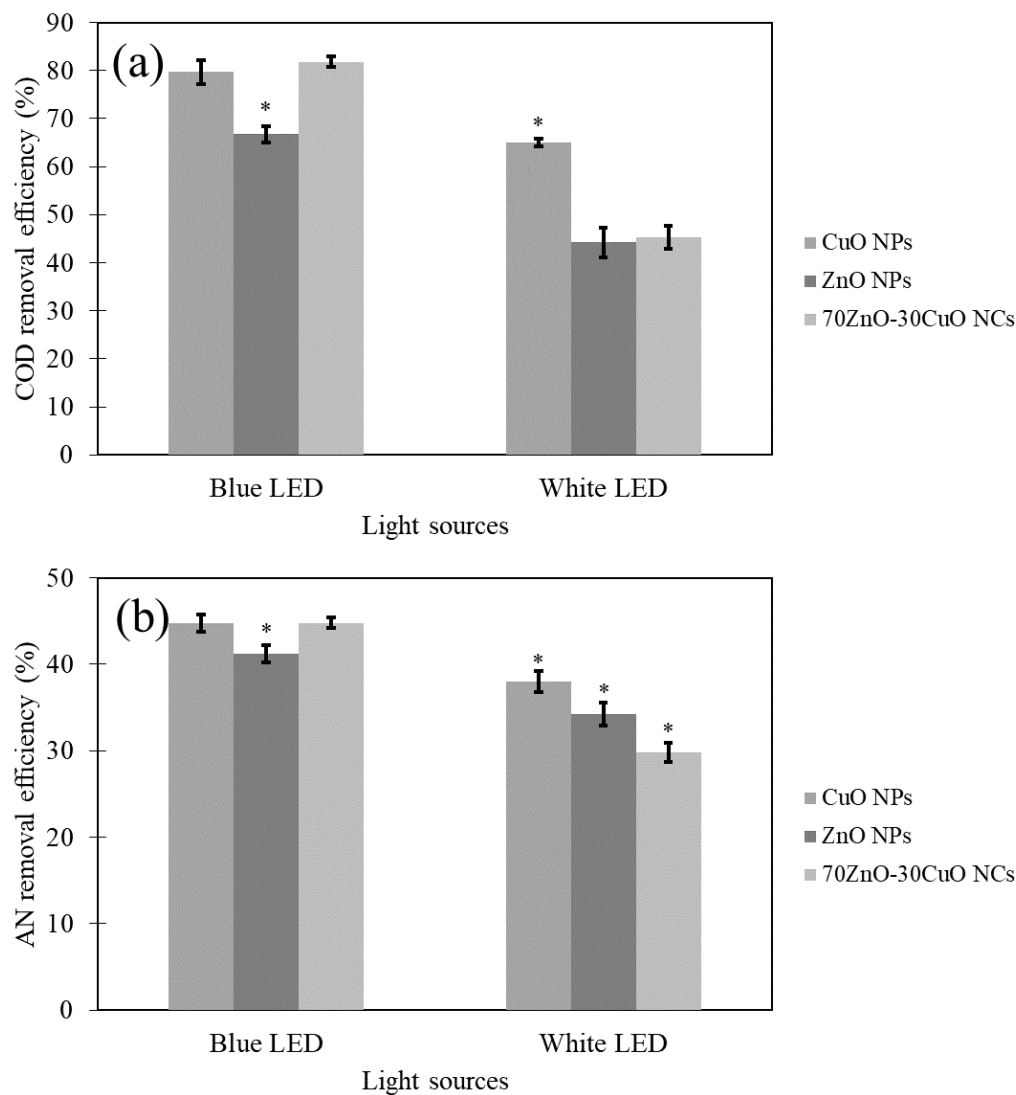 (a)
COD removal efficiency (%)
90
80
70
60
50
40
30
20
10
0
*
*
Blue LED
White LED
Light sources
CuO NPs
ZnO NPs
70ZnO-30CuO NCs
(b)
AN removal efficiency (%)
50
40
30
20
10
0
*
*
*
*
Blue LED
White LED
Light sources
CuO NPs
ZnO NPs
70ZnO-30CuO NCs